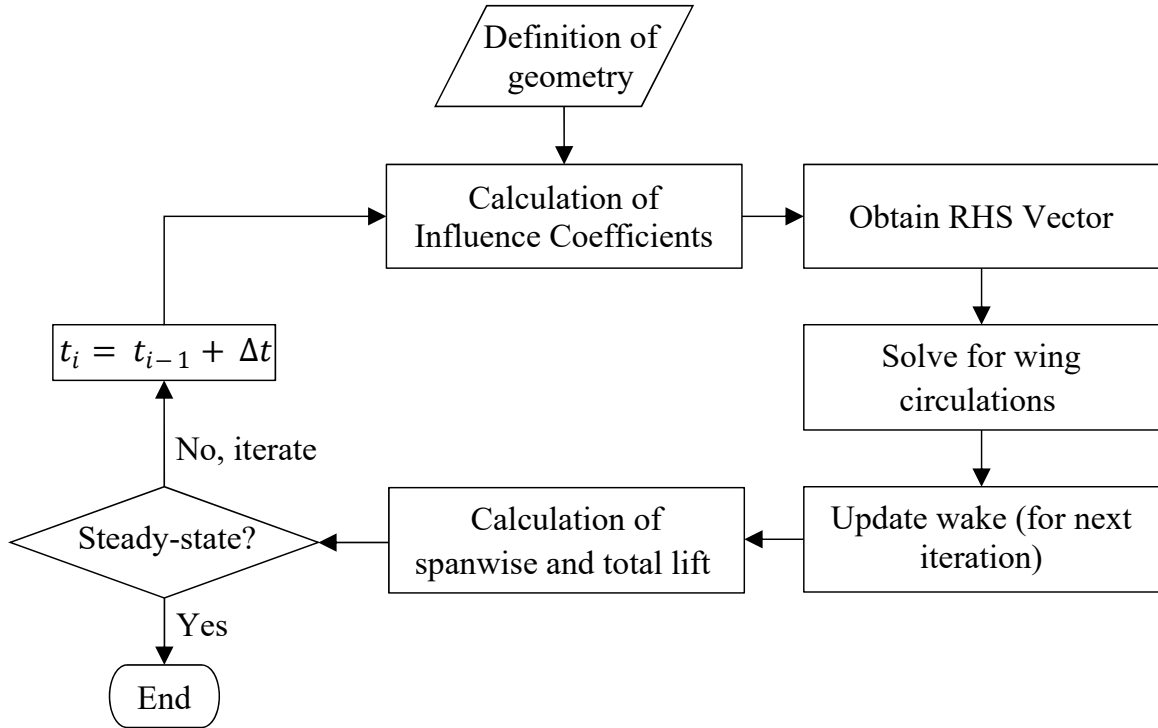 Definition of
geometry
Calculation of
Influence Coefficients
Obtain RHS Vector
Solve for wing
circulations
Update wake (for next
iteration)
Calculation of
spanwise and total lift
Steady-state?
No, iterate
t_i = t_{i−1} + Δt
Yes
End